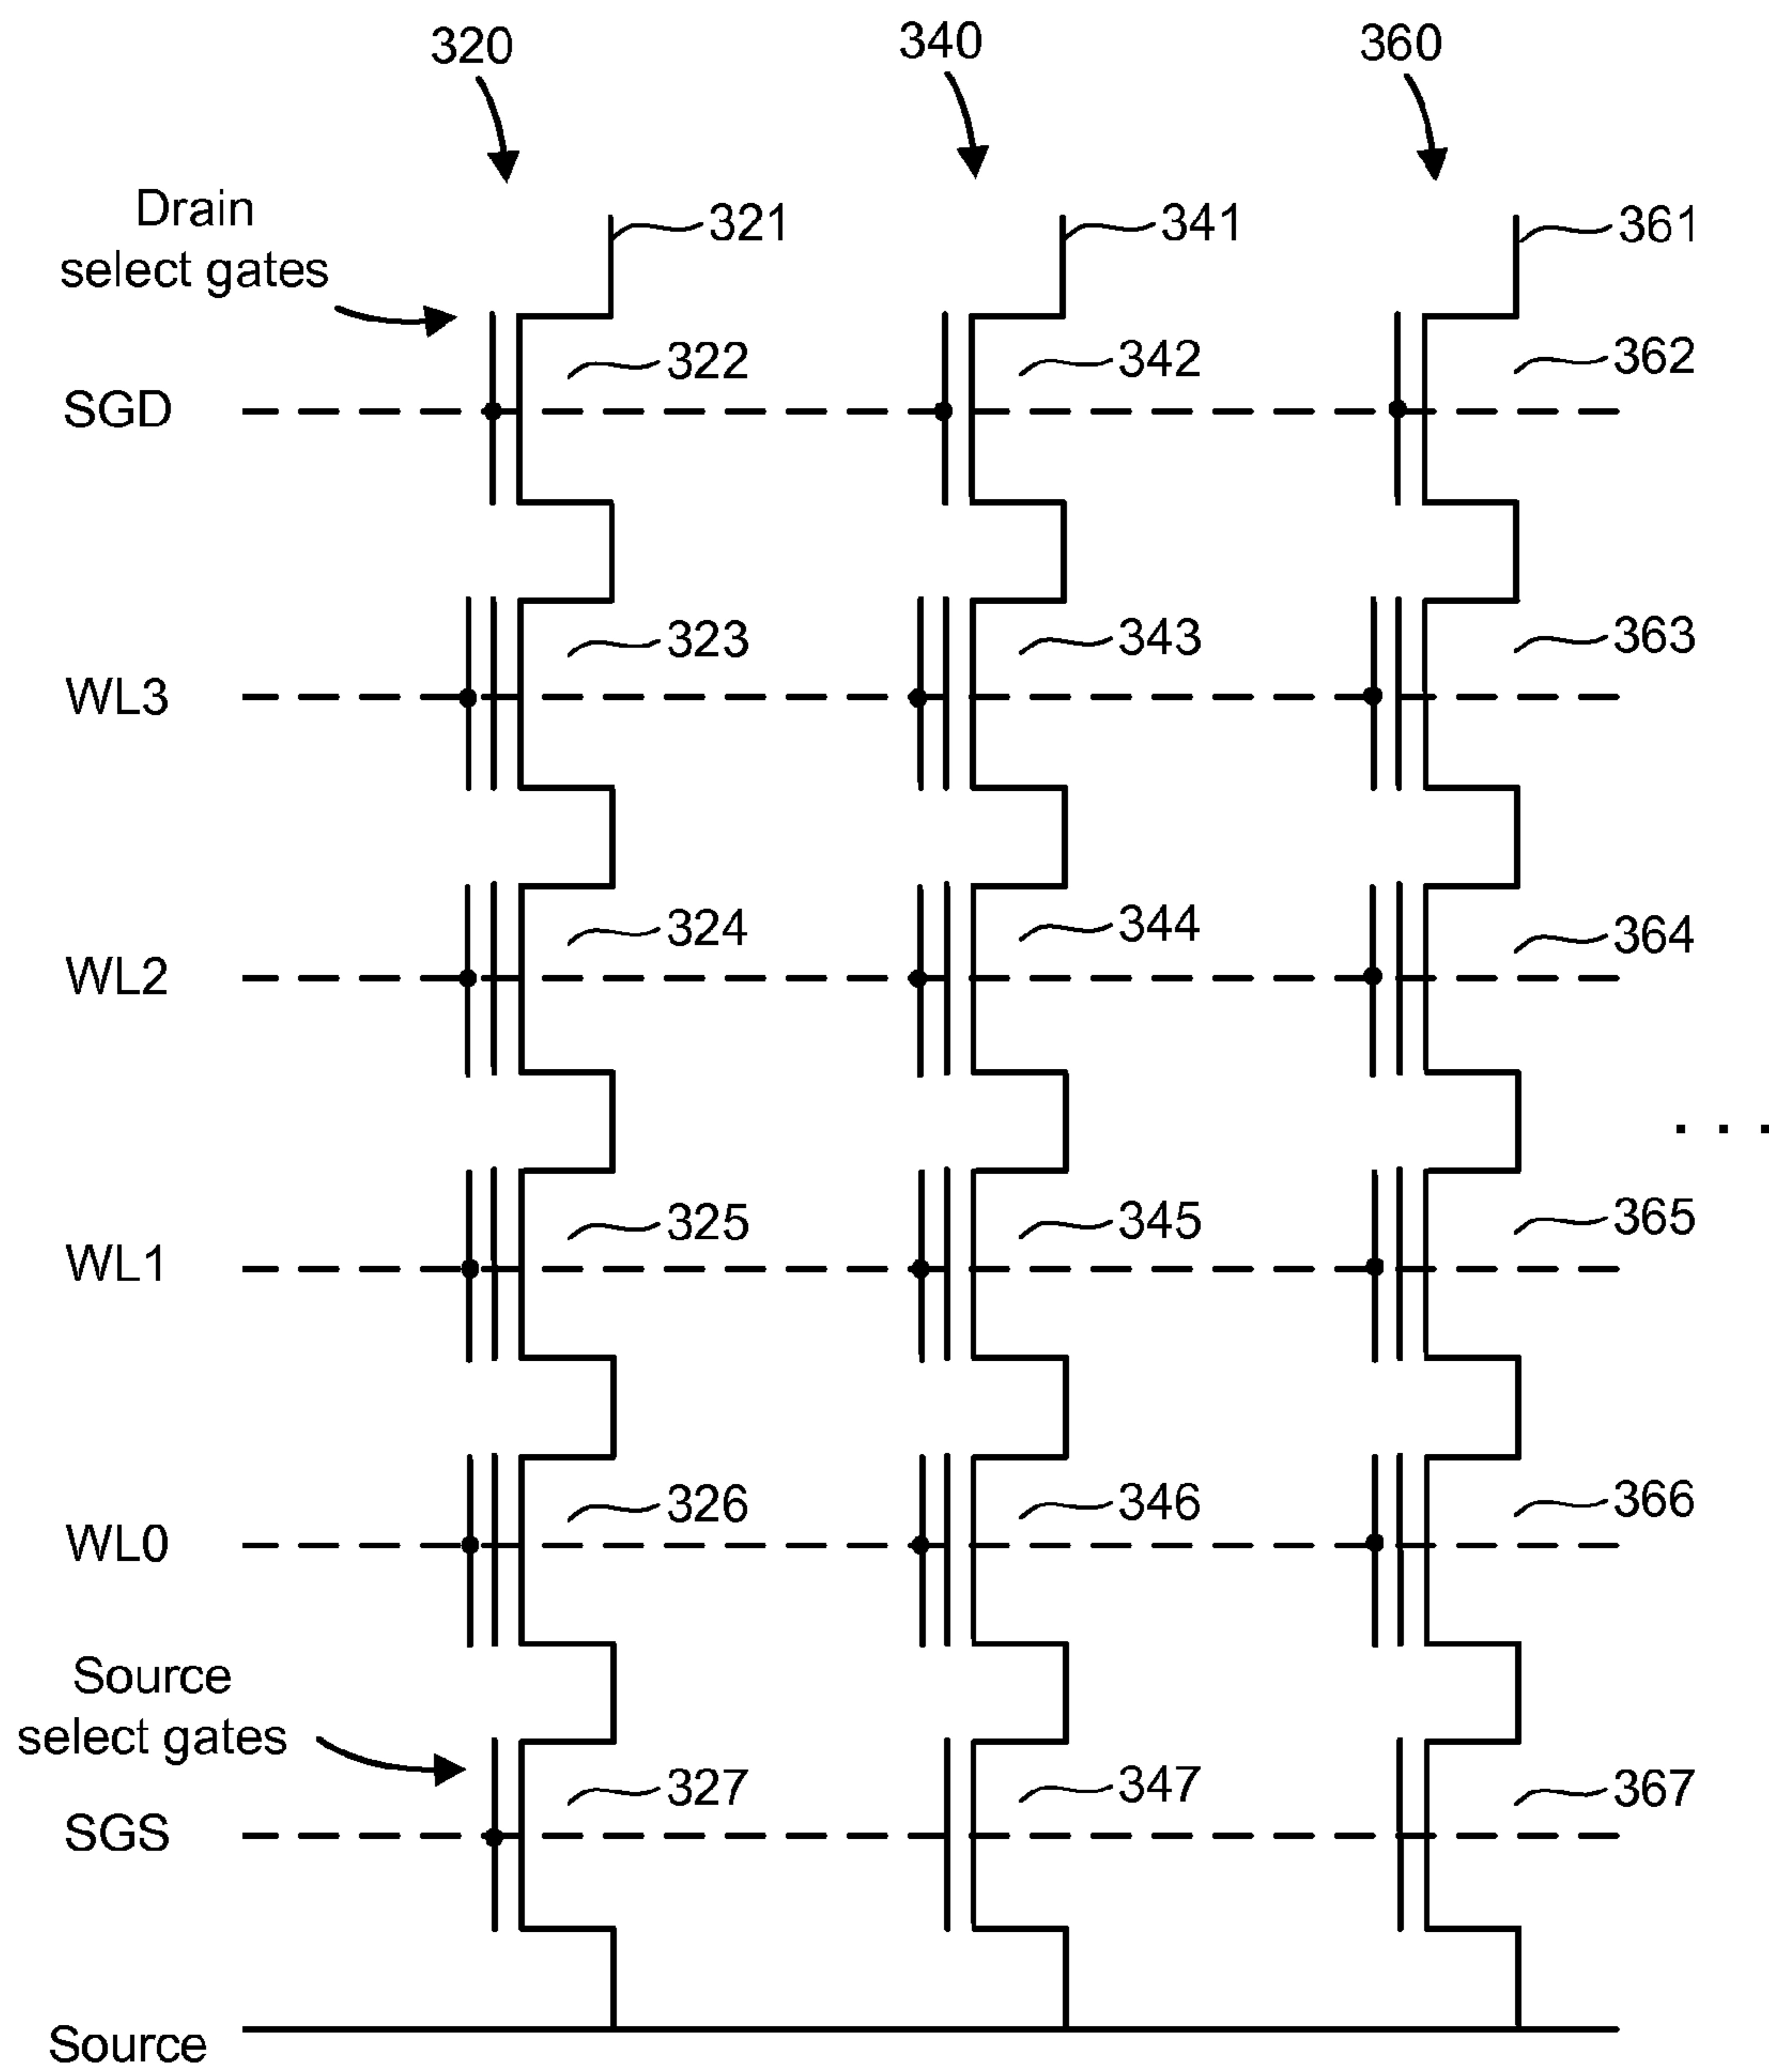 320 340 360
Drain
select gates
321 341 361
322 342 362
SGD
323 343 363
WL3
324 344 364
WL2
325 345 365
WL1
326 346 366
WL0
Source
select gates
327 347 367
SGS
Source
. . .